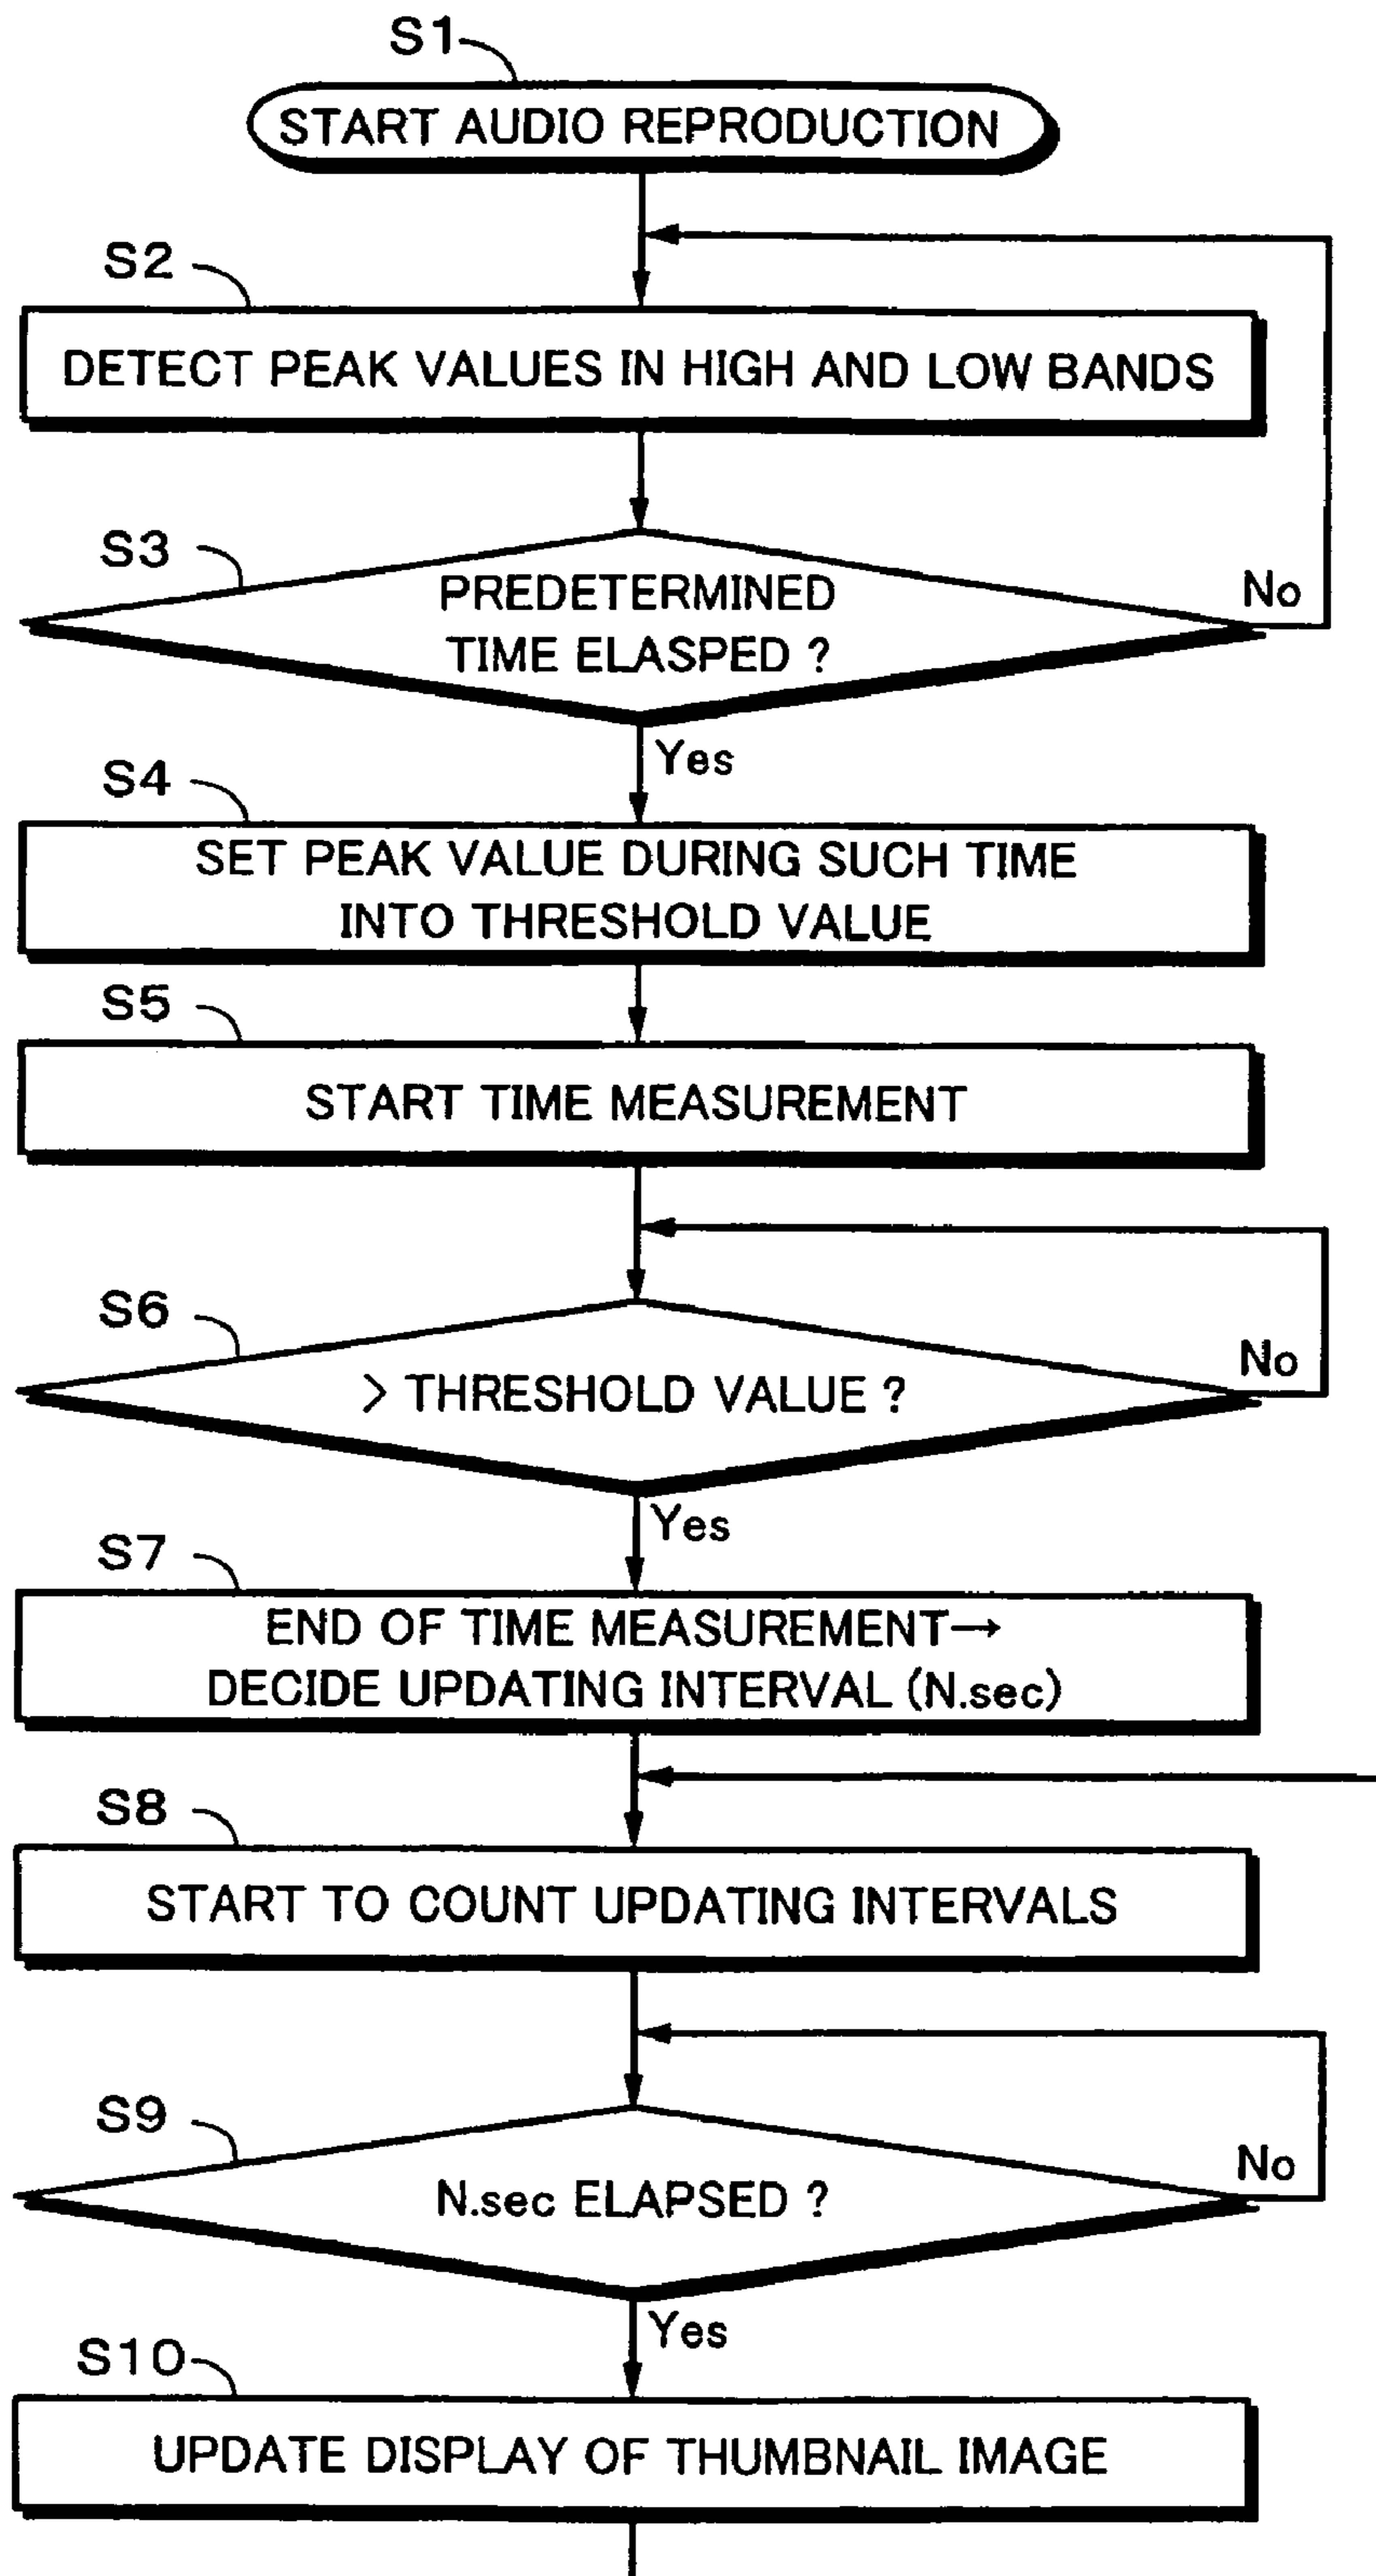 S1
START AUDIO REPRODUCTION
S2
DETECT PEAK VALUES IN HIGH AND LOW BANDS
S3
PREDETERMINED
TIME ELASPED ?
No
Yes
S4
SET PEAK VALUE DURING SUCH TIME
INTO THRESHOLD VALUE
S5
START TIME MEASUREMENT
S6
> THRESHOLD VALUE ?
No
Yes
S7
END OF TIME MEASUREMENT→
DECIDE UPDATING INTERVAL (N.sec)
S8
START TO COUNT UPDATING INTERVALS
S9
N.sec ELAPSED ?
No
Yes
S10
UPDATE DISPLAY OF THUMBNAIL IMAGE